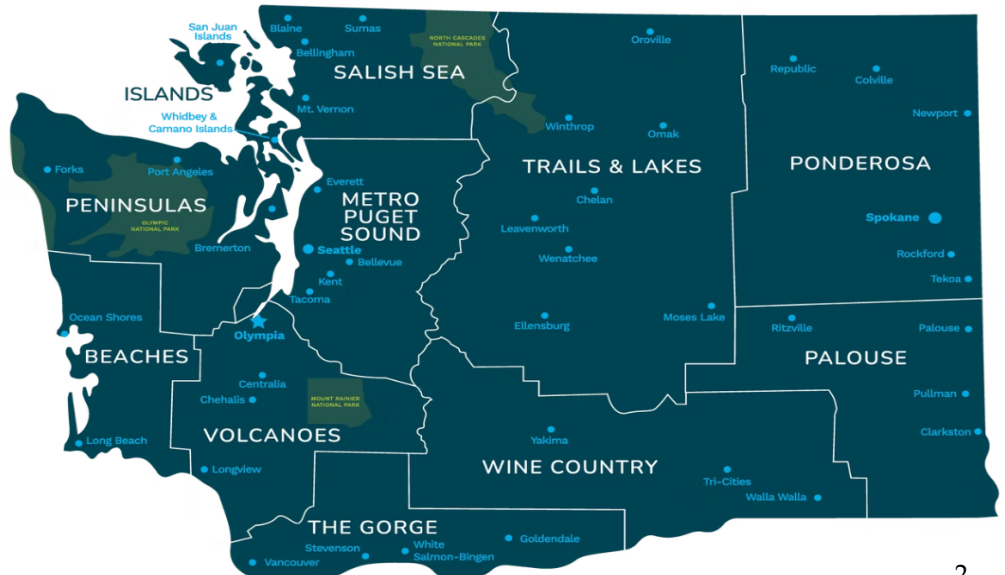 San Juan
Islands
Blaine
Sumas
Bellingham
NORTH CASCADES
NATIONAL PARK
SALISH SEA
ISLANDS
Mt. Vernon
Whidbey &
Camano Islands
Oroville
Republic
Colville
Newport
Winthrop
Omak
TRAILS & LAKES
PONDEROSA
Forks
Port Angeles
PENINSULAS
OLYMPIC
NATIONAL PARK
Bremerton
Everett
METRO
PUGET
SOUND
Seattle
Bellevue
Kent
Tacoma
Chelan
Leavenworth
Wenatchee
Spokane
Rockford
Tekoa
Ocean Shores
BEACHES
Olympia
Ellensburg
Moses Lake
Ritzville
Palouse
PALOUSE
Centralia
Chehalis
MOUNT RAINIER
NATIONAL PARK
Pullman
Clarkston
Long Beach
VOLCANOES
Longview
Yakima
WINE COUNTRY
Tri-Cities
Walla Walla
THE GORGE
Vancouver
Stevenson
White
Salmon-Bingen
Goldendale
2